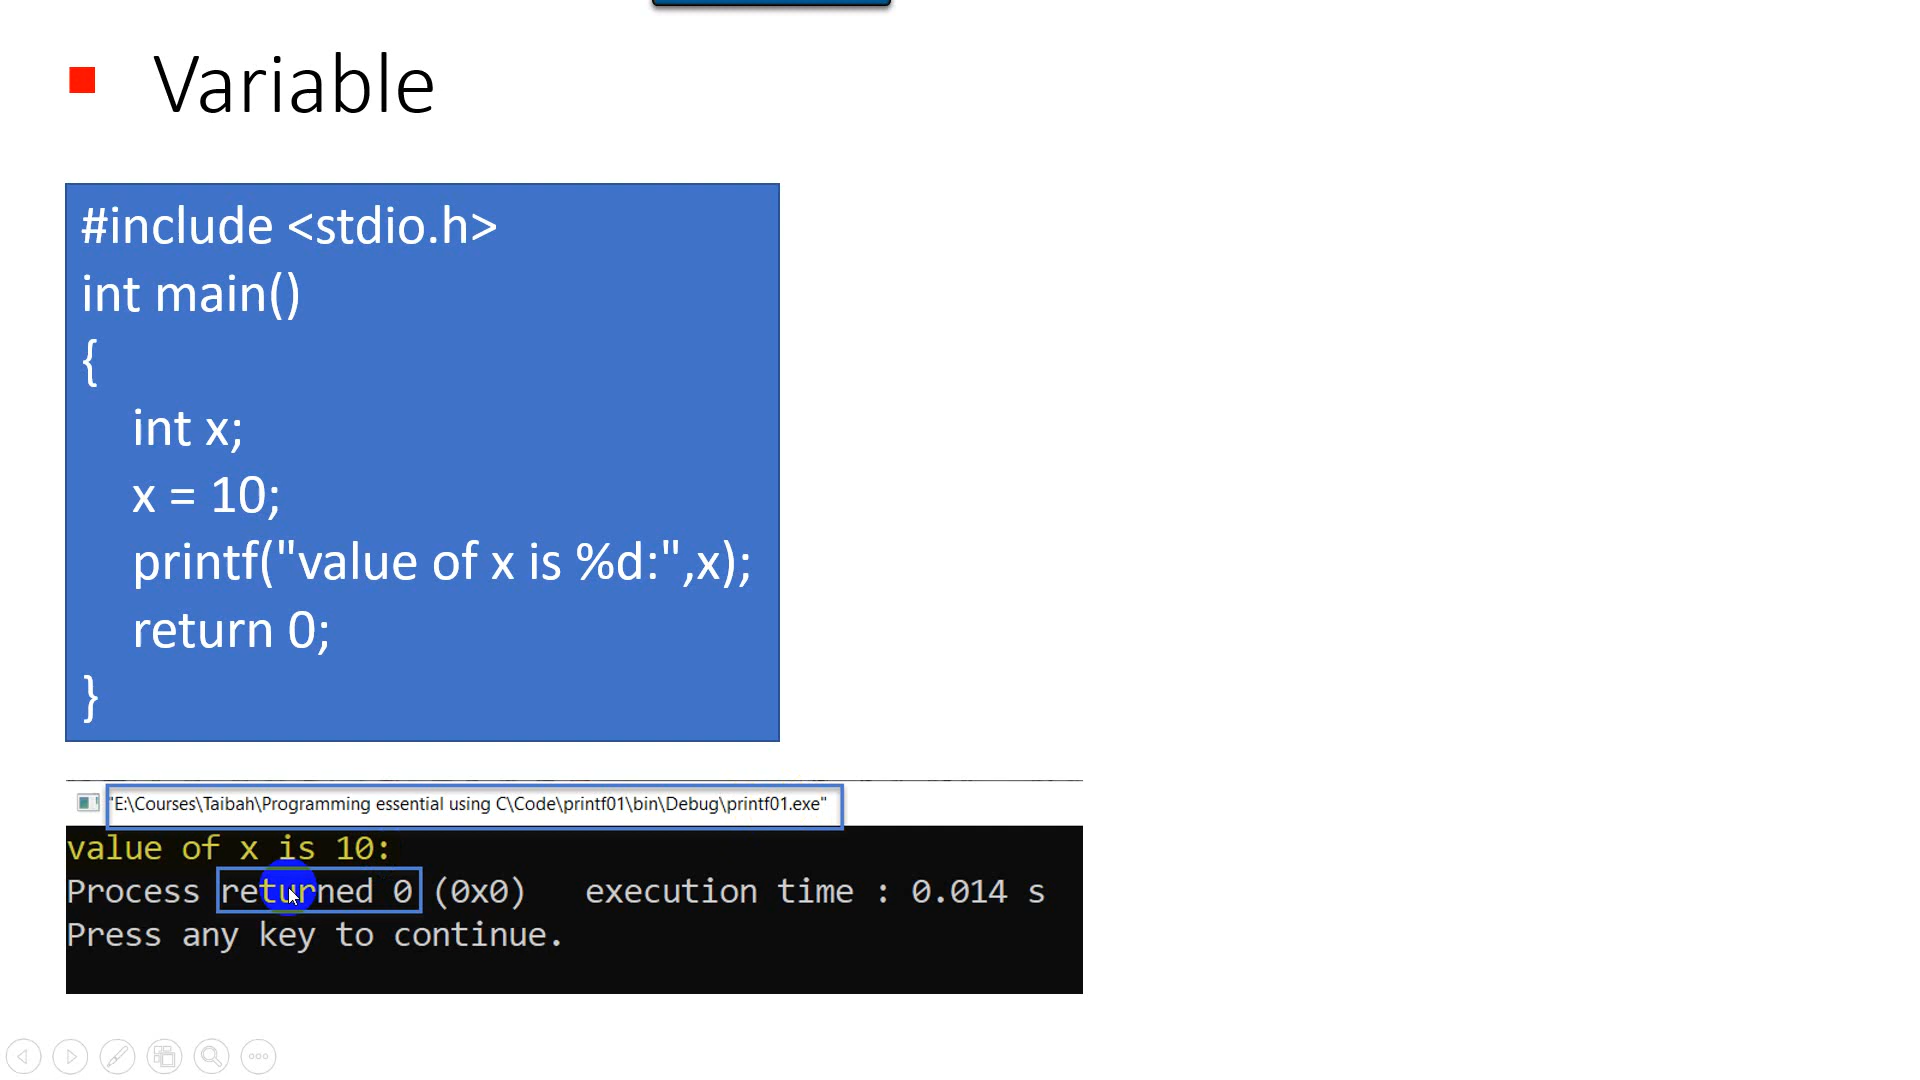 Variable
#include <stdio.h>
int main()
{
int x;
x = 10;
printf("value of x is %d:",x);
return 0;
}
"E:\Courses\Taibah\Programming essential using C\Code\printf01\bin\Debug\printf01.exe"
value of x is 10:
Process returned 0 (0x0)   execution time : 0.014 s
Press any key to continue.